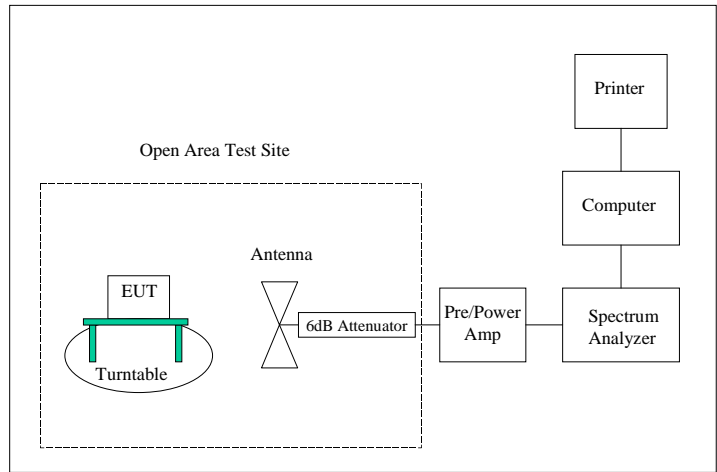 Printer
Open Area Test Site
Computer
Antenna
EUT
6dB Attenuator
Pre/Power
Amp
Spectrum
Analyzer
Turntable